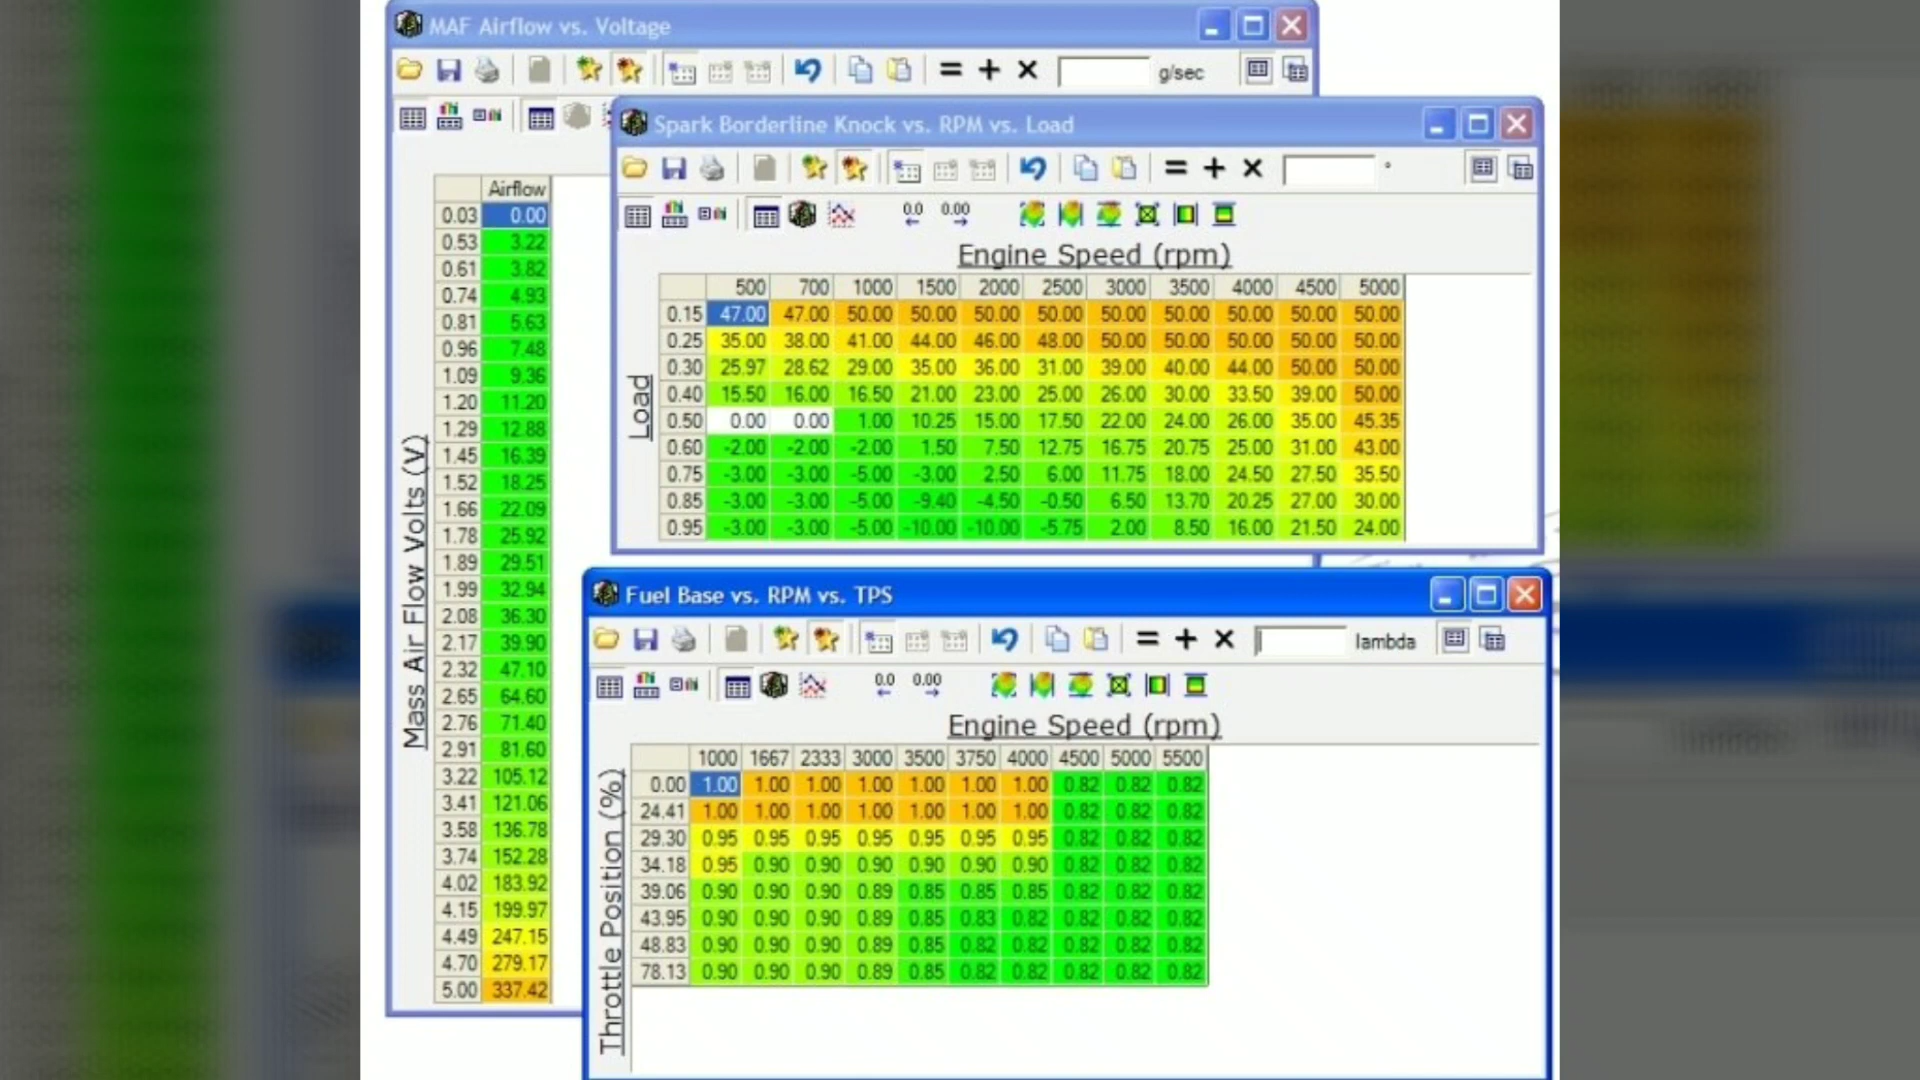 MAF Airflow vs. Voltage
g/sec
Airflow
0.03 0.00
0.53 3.22
0.61 3.82
0.74 4.93
0.81 5.63
0.96 7.48
1.09 9.36
1.20 11.20
1.29 12.88
1.45 16.39
1.52 18.25
1.66 22.09
1.78 25.92
1.89 29.51
1.99 32.94
2.08 36.30
2.17 39.90
2.32 47.10
2.65 64.60
2.76 71.40
2.91 81.60
3.22 105.12
3.41 121.06
3.58 136.78
3.74 152.28
4.02 183.92
4.15 199.97
4.49 247.15
4.70 279.17
5.00 337.42
Mass Air Flow Volts (V)
Spark Borderline Knock vs. RPM vs. Load
°
0.0 0.00
Engine Speed (rpm)
500 700 1000 1500 2000 2500 3000 3500 4000 4500 5000
0.15 47.00 47.00 50.00 50.00 50.00 50.00 50.00 50.00 50.00 50.00 50.00
0.25 35.00 38.00 41.00 44.00 46.00 48.00 50.00 50.00 50.00 50.00 50.00
0.30 25.97 28.62 29.00 35.00 36.00 31.00 39.00 40.00 44.00 50.00 50.00
0.40 15.50 16.00 16.50 21.00 23.00 25.00 26.00 30.00 33.50 39.00 50.00
0.50 0.00 0.00 1.00 10.25 15.00 17.50 22.00 24.00 26.00 35.00 45.35
0.60 -2.00 -2.00 -2.00 1.50 7.50 12.75 16.75 20.75 25.00 31.00 43.00
0.75 -3.00 -3.00 -5.00 -3.00 2.50 6.00 11.75 18.00 24.50 27.50 35.50
0.85 -3.00 -3.00 -5.00 -9.40 -4.50 -0.50 6.50 13.70 20.25 27.00 30.00
0.95 -3.00 -3.00 -5.00 -10.00 -10.00 -5.75 2.00 8.50 16.00 21.50 24.00
Load
Fuel Base vs. RPM vs. TPS
lambda
0.0 0.00
Engine Speed (rpm)
1000 1667 2333 3000 3500 3750 4000 4500 5000 5500
0.00 1.00 1.00 1.00 1.00 1.00 1.00 1.00 0.82 0.82 0.82
24.41 1.00 1.00 1.00 1.00 1.00 1.00 1.00 0.82 0.82 0.82
29.30 0.95 0.95 0.95 0.95 0.95 0.95 0.95 0.82 0.82 0.82
34.18 0.95 0.90 0.90 0.90 0.90 0.90 0.90 0.82 0.82 0.82
39.06 0.90 0.90 0.90 0.89 0.85 0.85 0.85 0.82 0.82 0.82
43.95 0.90 0.90 0.90 0.89 0.85 0.83 0.82 0.82 0.82 0.82
48.83 0.90 0.90 0.90 0.89 0.85 0.82 0.82 0.82 0.82 0.82
78.13 0.90 0.90 0.90 0.89 0.85 0.82 0.82 0.82 0.82 0.82
Throttle Position (%)